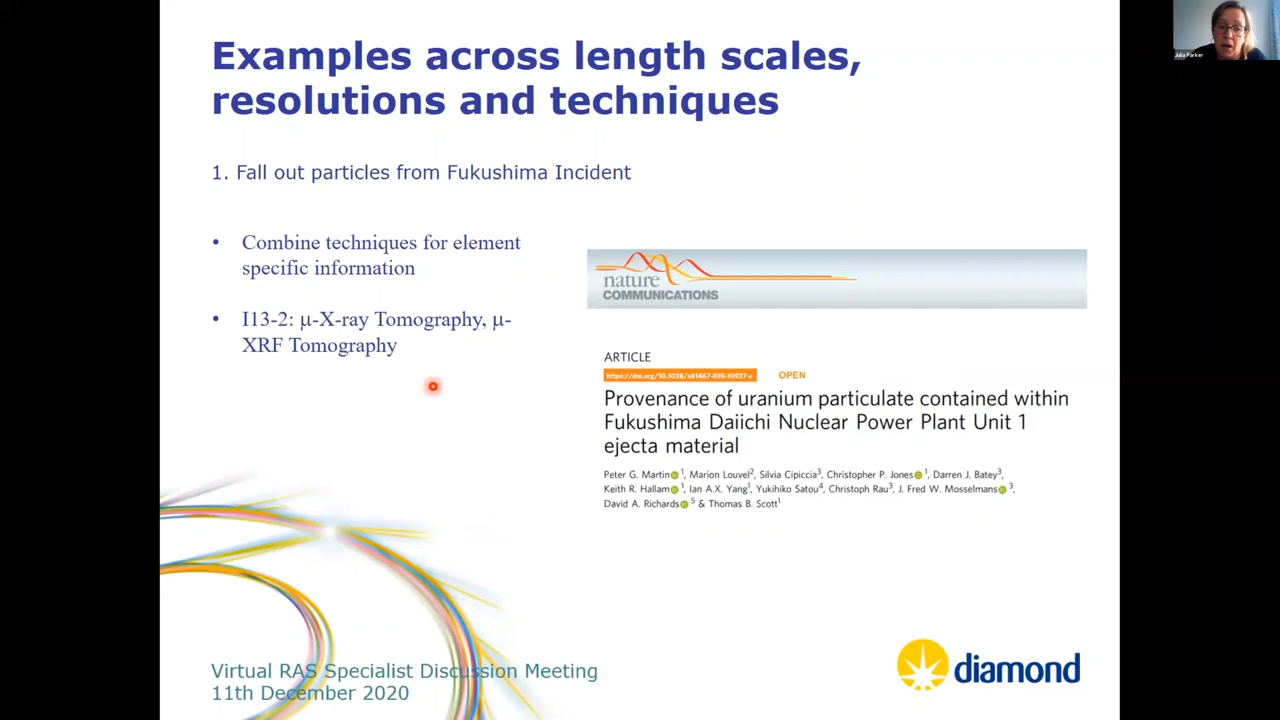 Julia Parker
Examples across length scales,
resolutions and techniques
1. Fall out particles from Fukushima Incident
• Combine techniques for element
specific information
• I13-2: μ-X-ray Tomography, μ-
XRF Tomography
nature
COMMUNICATIONS
ARTICLE
https://doi.org/10.1038/s41467-019-10937-z OPEN
Provenance of uranium particulate contained within
Fukushima Daiichi Nuclear Power Plant Unit 1
ejecta material
Peter G. Martin 1, Marion Louvel2, Silvia Cipiccia3, Christopher P. Jones 1, Darren J. Batey3,
Keith R. Hallam 1, Ian A.X. Yang1, Yukihiko Satou4, Christoph Rau3, J. Fred W. Mosselmans 3,
David A. Richards 5 & Thomas B. Scott1
Virtual RAS Specialist Discussion Meeting
11th December 2020
diamond